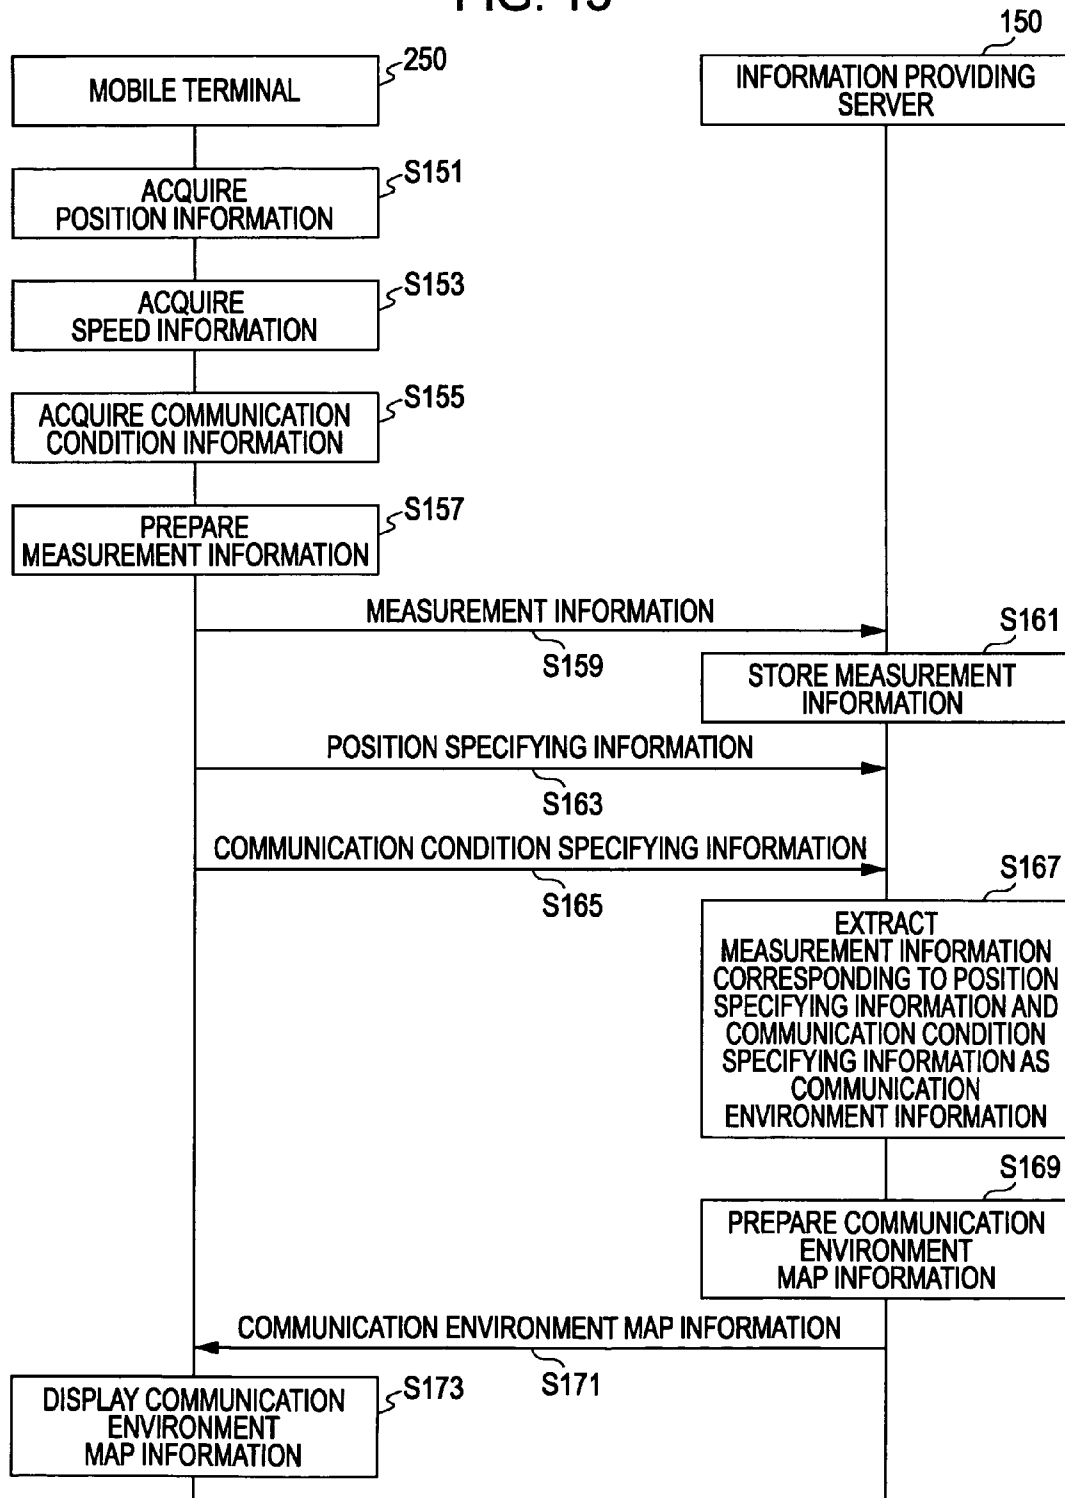 150
250
MOBILE TERMINAL
INFORMATION PROVIDING
SERVER
S151
ACQUIRE
POSITION INFORMATION
S153
ACQUIRE
SPEED INFORMATION
S155
ACQUIRE COMMUNICATION
CONDITION INFORMATION
S157
PREPARE
MEASUREMENT INFORMATION
MEASUREMENT INFORMATION
S159
S161
STORE MEASUREMENT
INFORMATION
POSITION SPECIFYING INFORMATION
S163
COMMUNICATION CONDITION SPECIFYING INFORMATION
S165
S167
EXTRACT
MEASUREMENT INFORMATION
CORRESPONDING TO POSITION
SPECIFYING INFORMATION AND
COMMUNICATION CONDITION
SPECIFYING INFORMATION AS
COMMUNICATION
ENVIRONMENT INFORMATION
S169
PREPARE COMMUNICATION
ENVIRONMENT
MAP INFORMATION
COMMUNICATION ENVIRONMENT MAP INFORMATION
S171
S173
DISPLAY COMMUNICATION
ENVIRONMENT
MAP INFORMATION